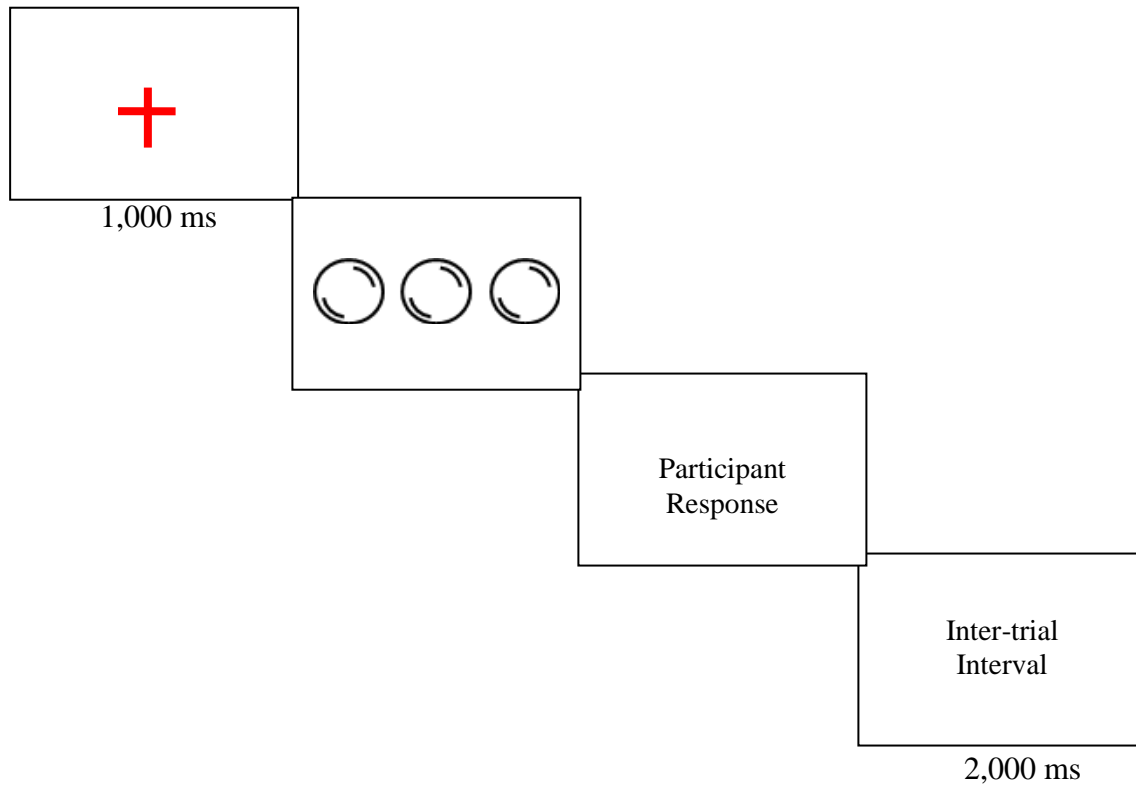 1,000 ms
Participant
Response
Inter-trial
Interval
2,000 ms